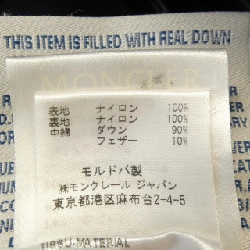 THIS ITEM IS FILLED WITH REAL DOWN
表地 ナイロン 100%
裏地 ナイロン 100%
中綿 ダウン 90%
フェザー 10%
モルドバ製
㈱モンクレール ジャパン
東京都港区麻布台2-4-5